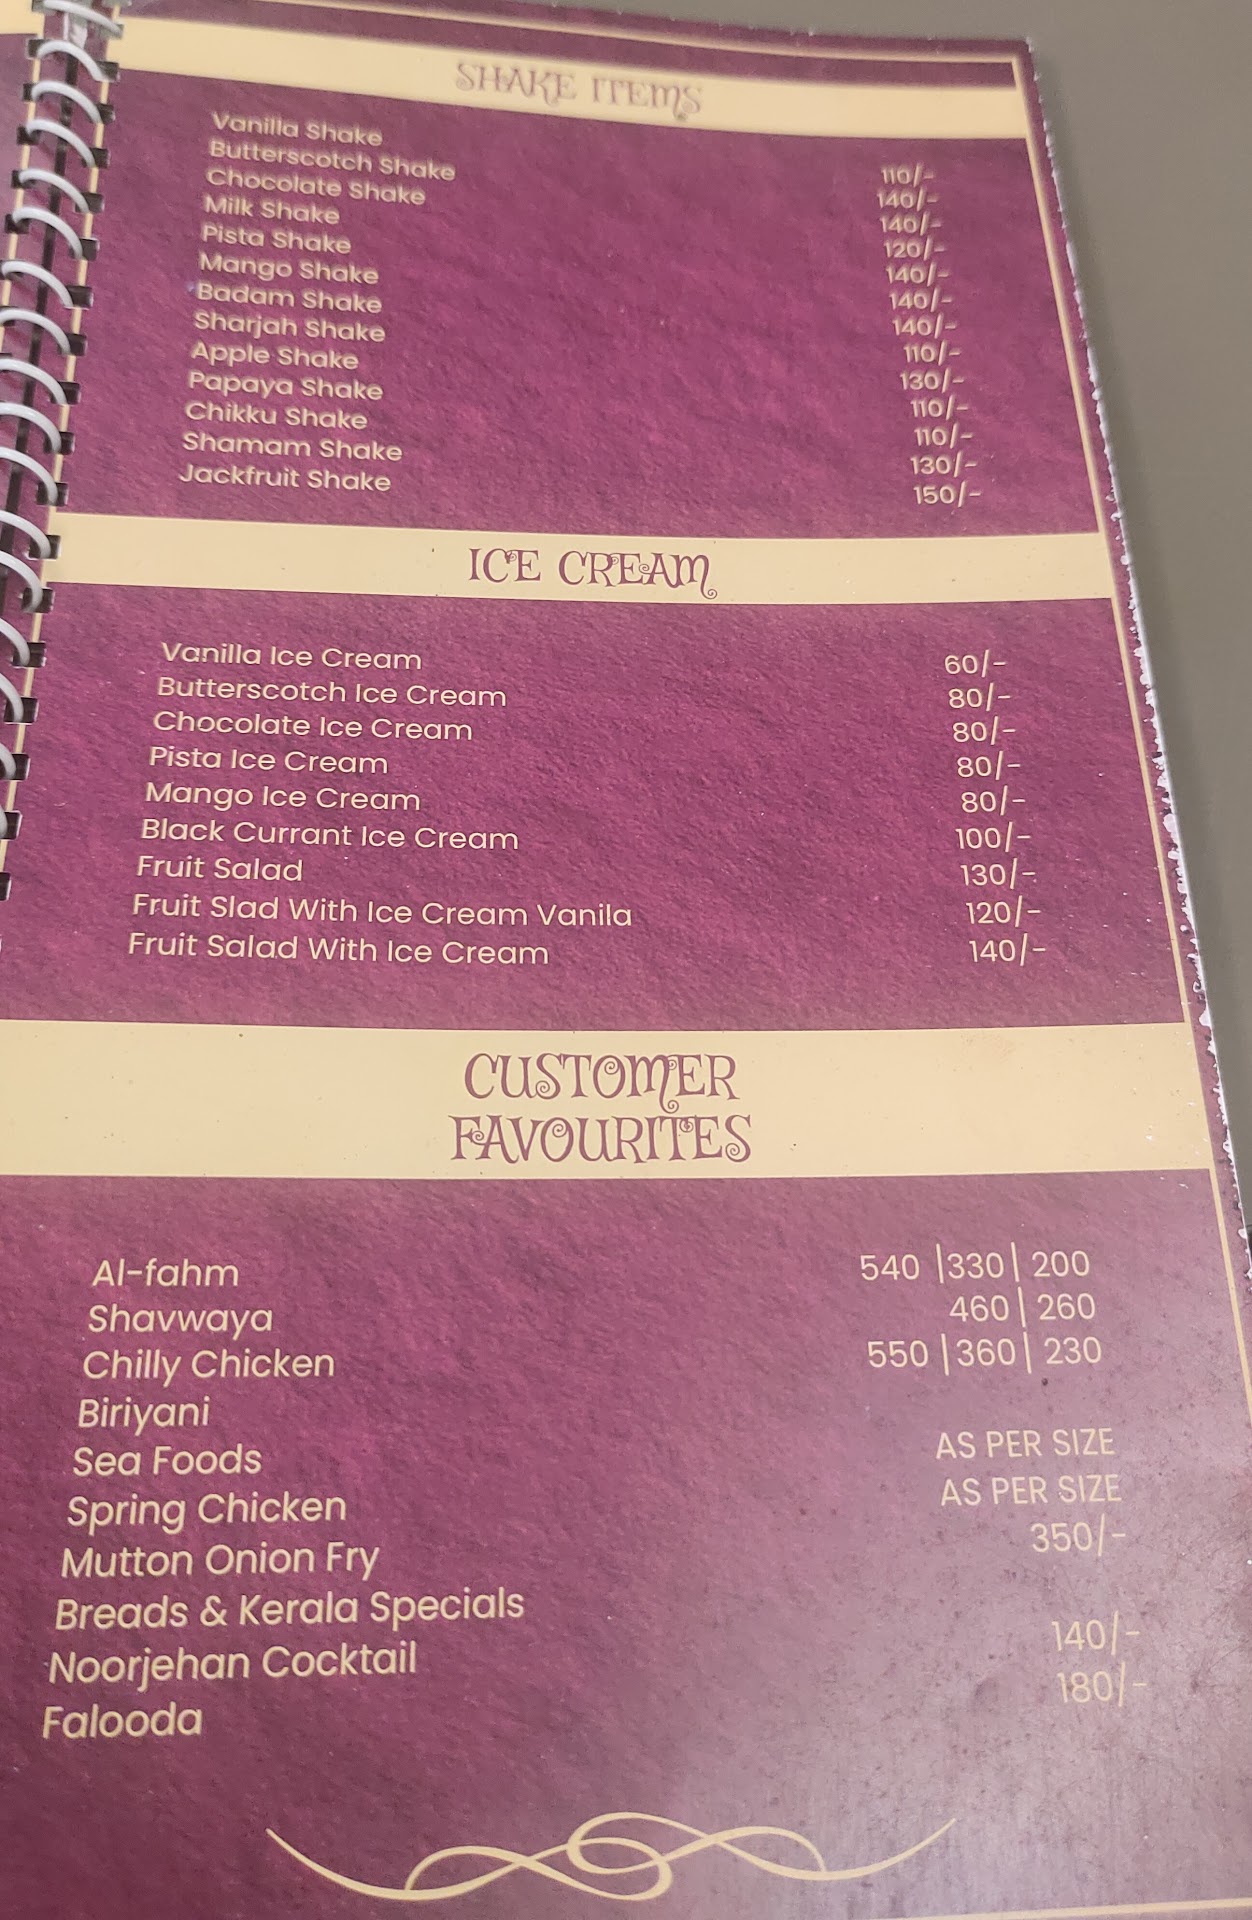 SHAKE ITEMS
Vanilla Shake 110/-
Butterscotch Shake 140/-
Chocolate Shake 140/-
Milk Shake 120/-
Pista Shake 140/-
Mango Shake 140/-
Badam Shake 140/-
Sharjah Shake 110/-
Apple Shake 130/-
Papaya Shake 110/-
Chikku Shake 110/-
Shamam Shake 130/-
Jackfruit Shake 150/-
ICE CREAM
Vanilla Ice Cream 60/-
Butterscotch Ice Cream 80/-
Chocolate Ice Cream 80/-
Pista Ice Cream 80/-
Mango Ice Cream 80/-
Black Currant Ice Cream 100/-
Fruit Salad 130/-
Fruit Slad With Ice Cream Vanila 120/-
Fruit Salad With Ice Cream 140/-
CUSTOMER
FAVOURITES
Al-fahm 540 |330| 200
Shavwaya 460| 260
Chilly Chicken 550 |360| 230
Biriyani
Sea Foods AS PER SIZE
Spring Chicken AS PER SIZE
Mutton Onion Fry 350/-
Breads & Kerala Specials
Noorjehan Cocktail 140/-
Falooda 180/-